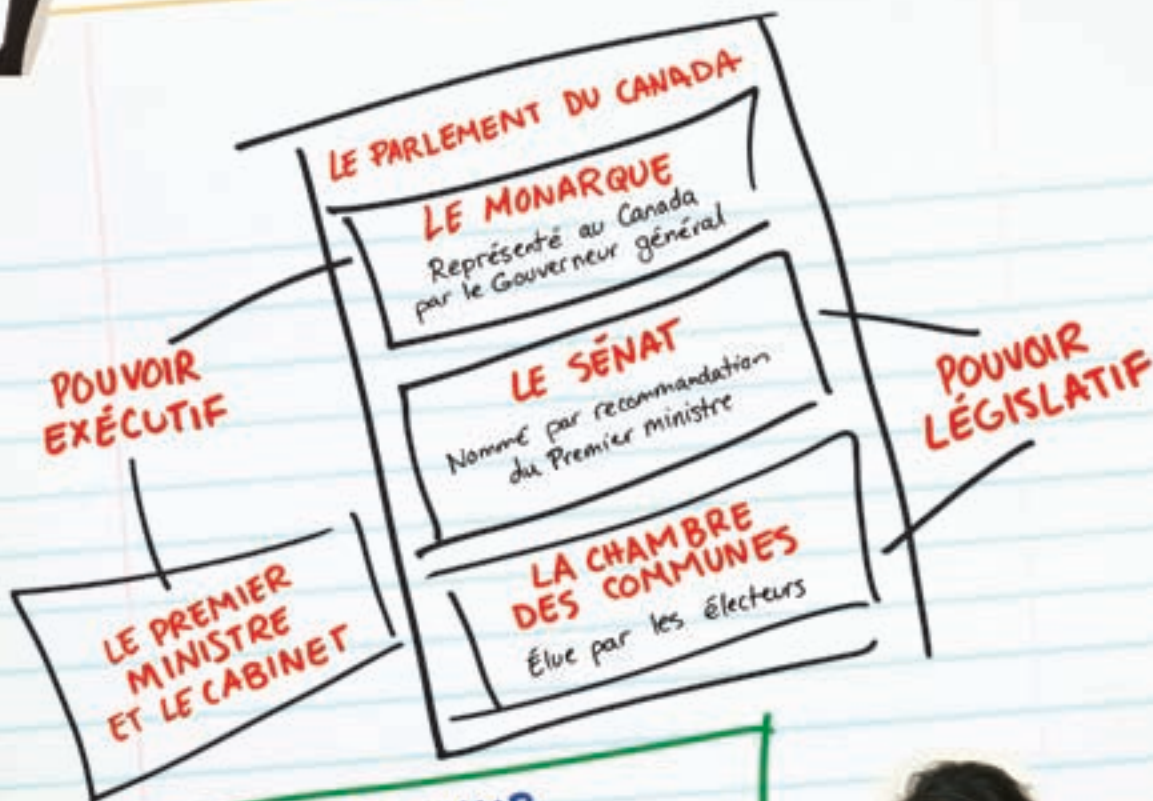 LE PARLEMENT DU CANADA
LE MONARQUE
Représenté au Canada
par le Gouverneur général
LE SÉNAT
Nommé par recommandation
du Premier ministre
LA CHAMBRE
DES COMMUNES
Élue par les électeurs
POUVOIR
EXÉCUTIF
LE PREMIER
MINISTRE
ET LE CABINET
POUVOIR
LÉGISLATIF